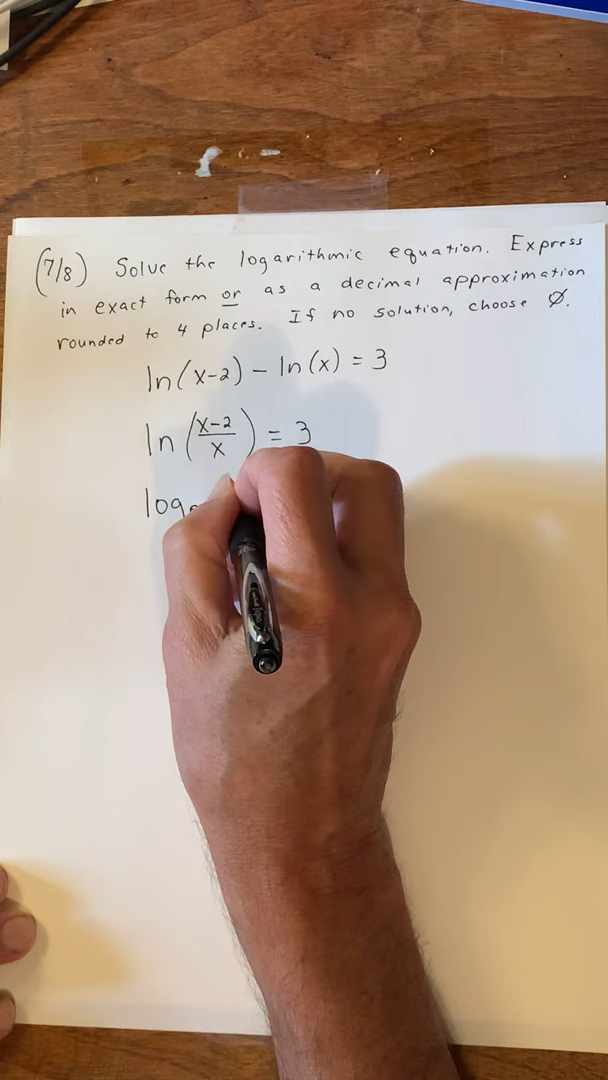 (7/8) Solve the logarithmic equation. Express
in exact form or as a decimal approximation
rounded to 4 places. If no solution, choose Ø.
ln(x-2) - ln(x) = 3
ln(x-2/x) = 3
log